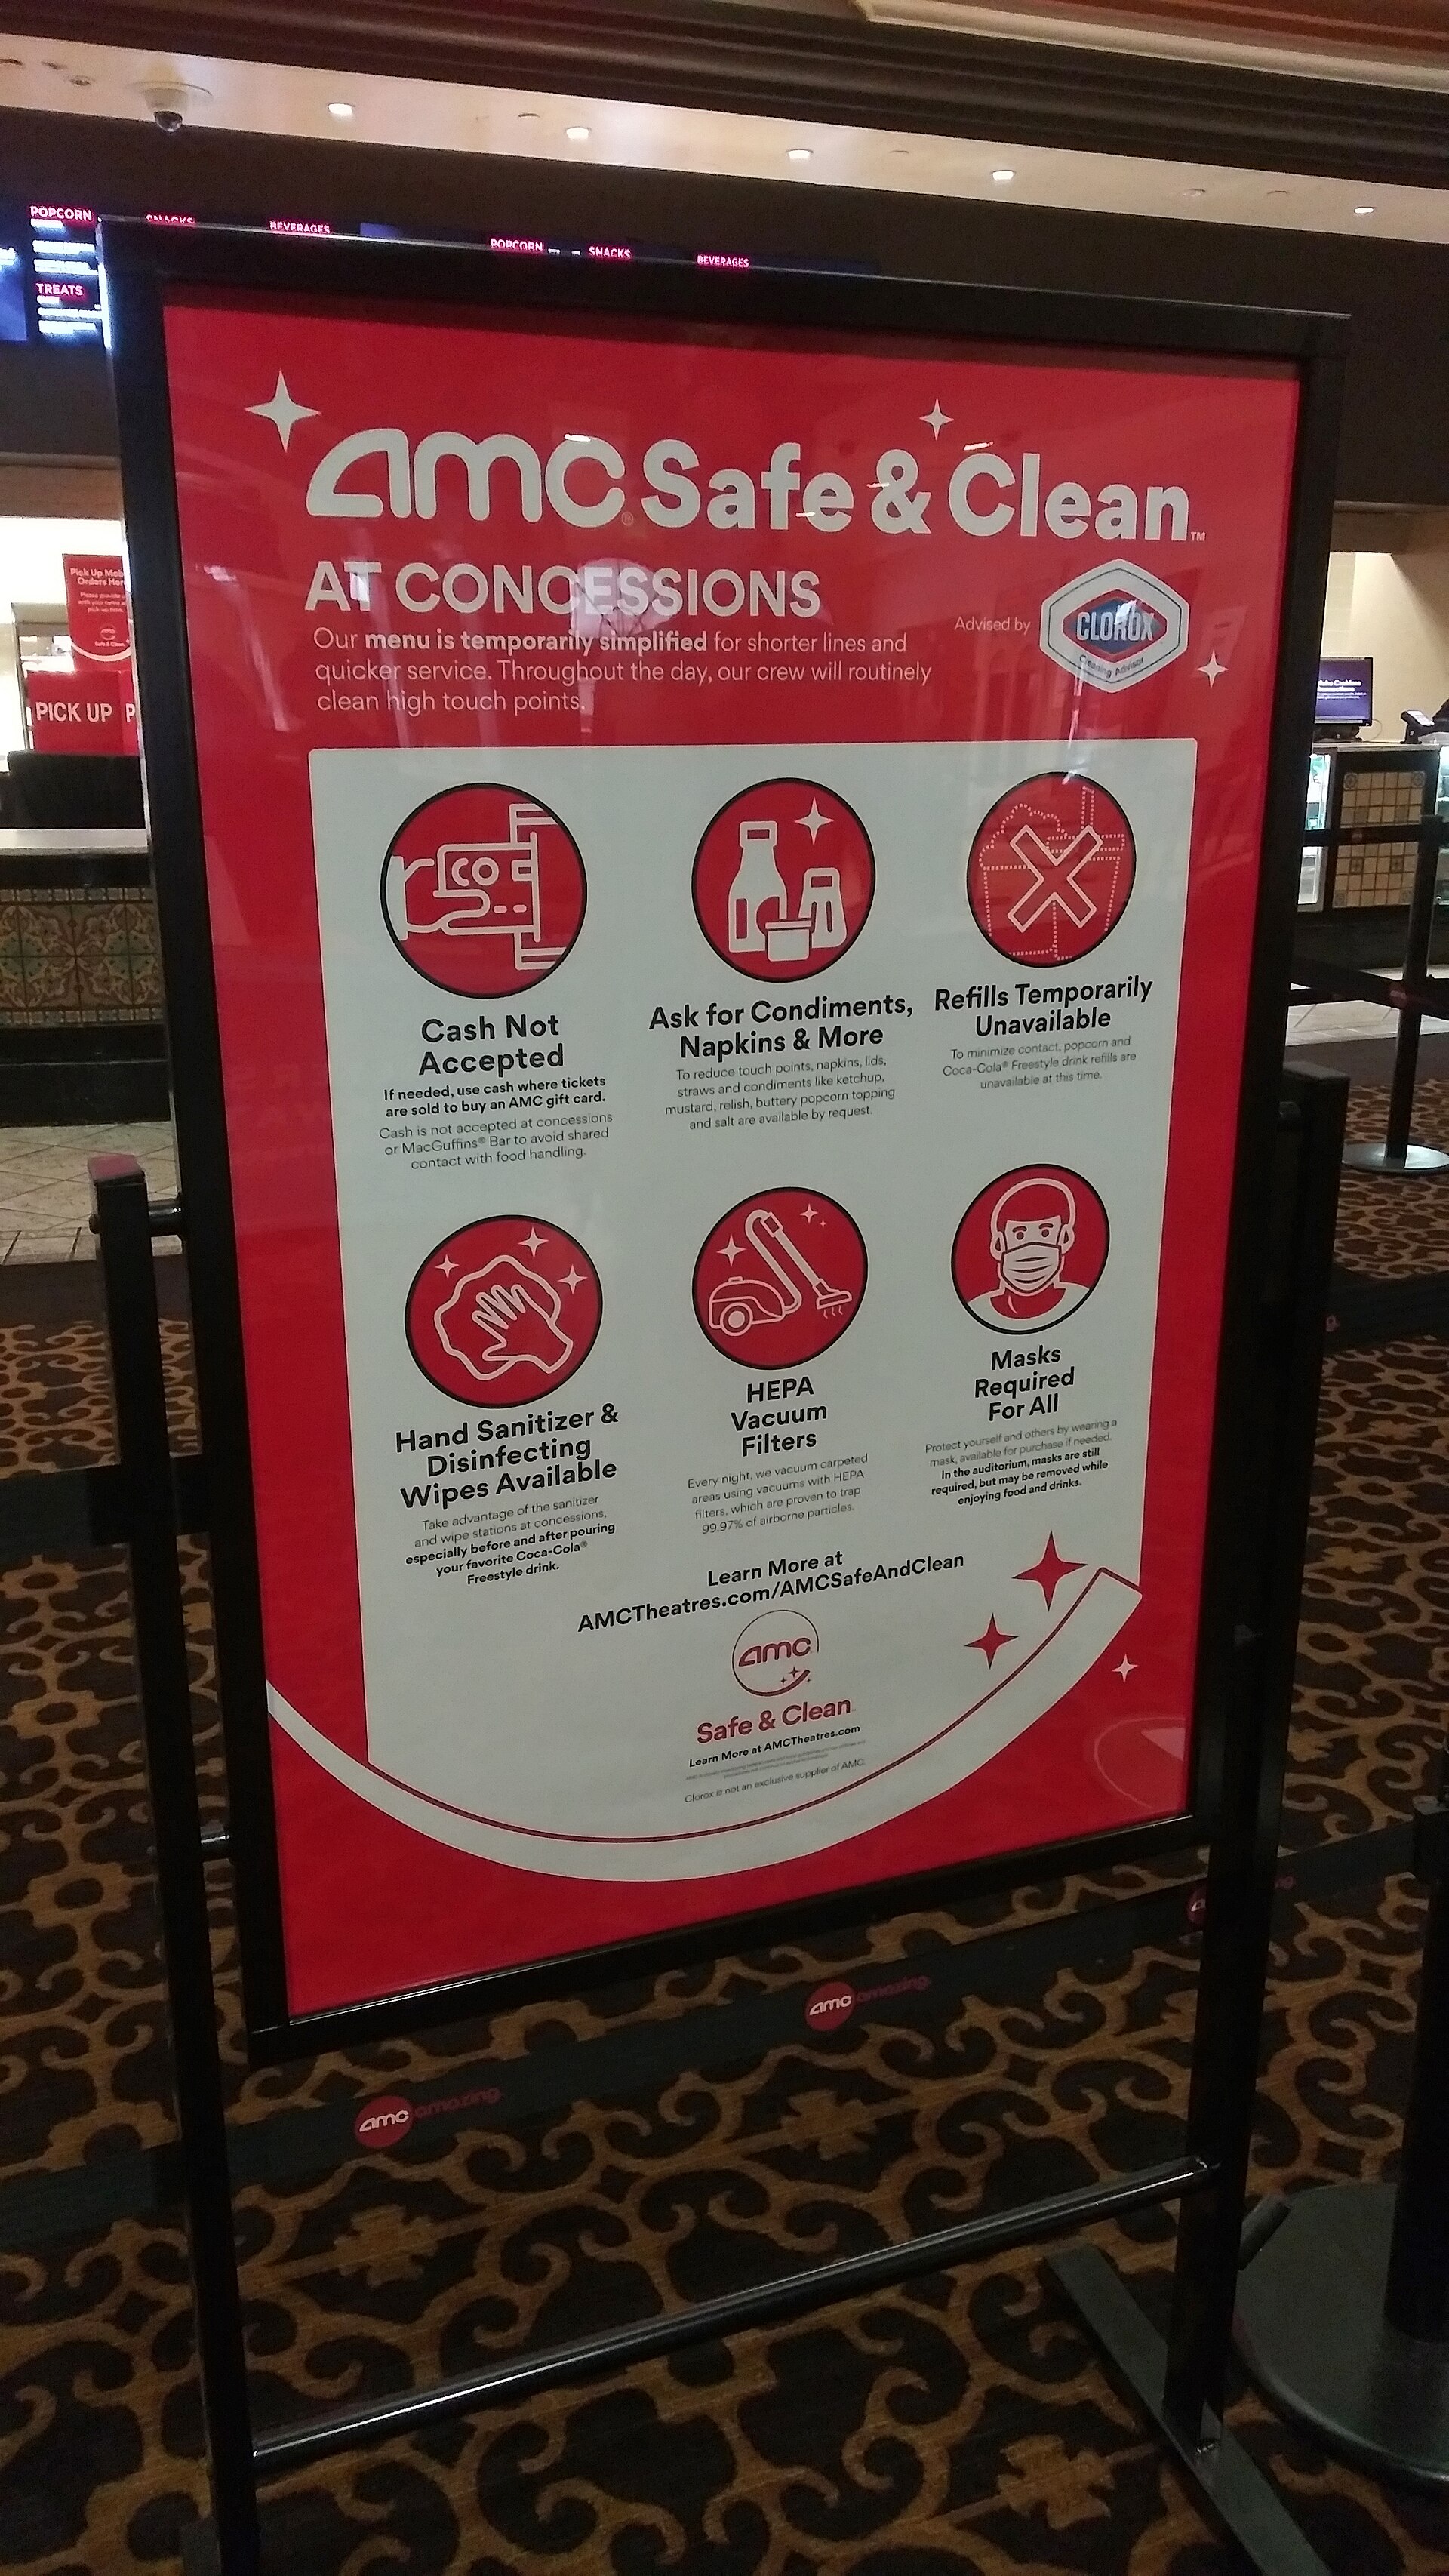 POPCORN
SNACKS
BEVERAGES
POPCORN
SNACKS
BEVERAGES
TREATS
amc® Safe & Clean™
AT CONCESSIONS
Our menu is temporarily simplified for shorter lines and
quicker service. Throughout the day, our crew will routinely
clean high touch points.
Advised by
CLOROX
Cleaning Advisor
Pick Up
Orders
PICK UP
Cash Not
Accepted
If needed, use cash where tickets
are sold to buy an AMC gift card.
Cash is not accepted at concessions
or MacGuffins® Bar to avoid shared
contact with food handling.
Ask for Condiments,
Napkins & More
To reduce touch points, napkins, lids,
straws and condiments like ketchup,
mustard, relish, buttery popcorn topping
and salt are available by request.
Refills Temporarily
Unavailable
To minimize contact, popcorn and
Coca-Cola® Freestyle drink refills are
unavailable at this time.
Hand Sanitizer &
Disinfecting
Wipes Available
Take advantage of the sanitizer
and wipe stations at concessions,
especially before and after pouring
your favorite Coca-Cola®
Freestyle drink.
HEPA
Vacuum
Filters
Every night, we vacuum carpeted
areas using vacuums with HEPA
filters, which are proven to trap
99.97% of airborne particles.
Masks
Required
For All
Protect yourself and others by wearing a
mask, available for purchase if needed.
In the auditorium, masks are still
required, but may be removed while
enjoying food and drinks.
Learn More at
AMCTheatres.com/AMCSafeAndClean
amc
Safe & Clean
Learn More at AMCTheatres.com
Clorox is not an exclusive supplier of AMC.
amc amazing.
amc amazing.